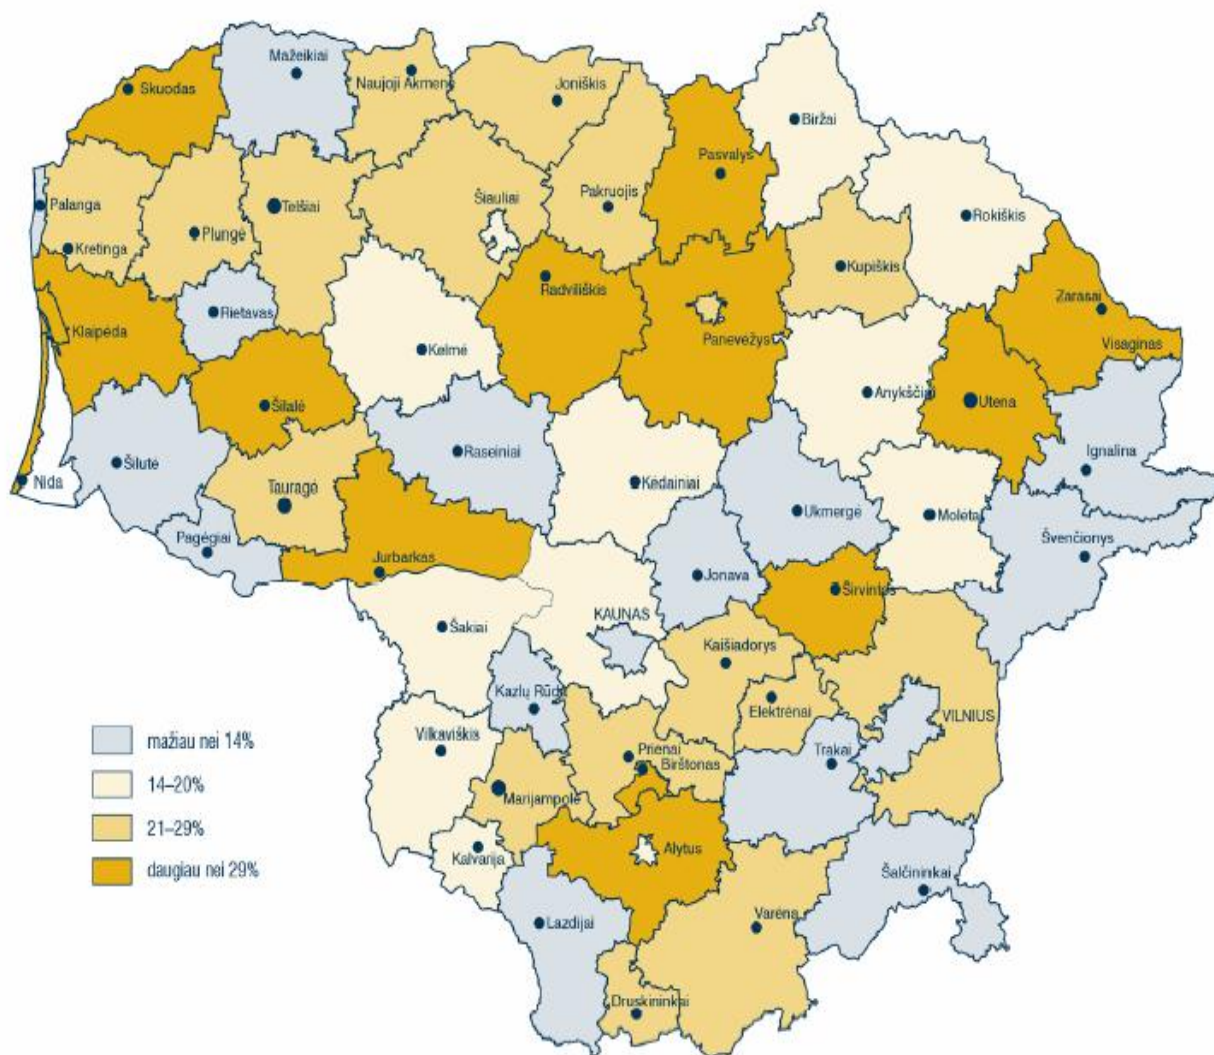 Mažeikiai
Skuodas
Naujoji Akmenė
Joniškis
Biržai
Pasvalys
Palanga
Telšiai
Šiauliai
Pakruojis
Rokiškis
Plungė
Kretinga
Kupiškis
Radviliškis
Zarasai
Rietavas
Klaipėda
Panevėžys
Visaginas
Kelmė
Anykščiai
Utena
Šilalė
Raseiniai
Ignalina
Šilutė
Nida
Tauragė
Kėdainiai
Ukmergė
Molėtai
Pagėgiai
Švenčionys
Jurbarkas
Jonava
Širvintos
KAUNAS
Šakiai
Kaišiadorys
Kazlų Rūda
Elektrėnai
VILNIUS
Vilkaviškis
Prienai
Trakai
Birštonas
Marijampolė
Alytus
Kalvarija
Šalčininkai
Lazdijai
Varėna
Druskininkai
mažiau nei 14%
14–20%
21–29%
daugiau nei 29%